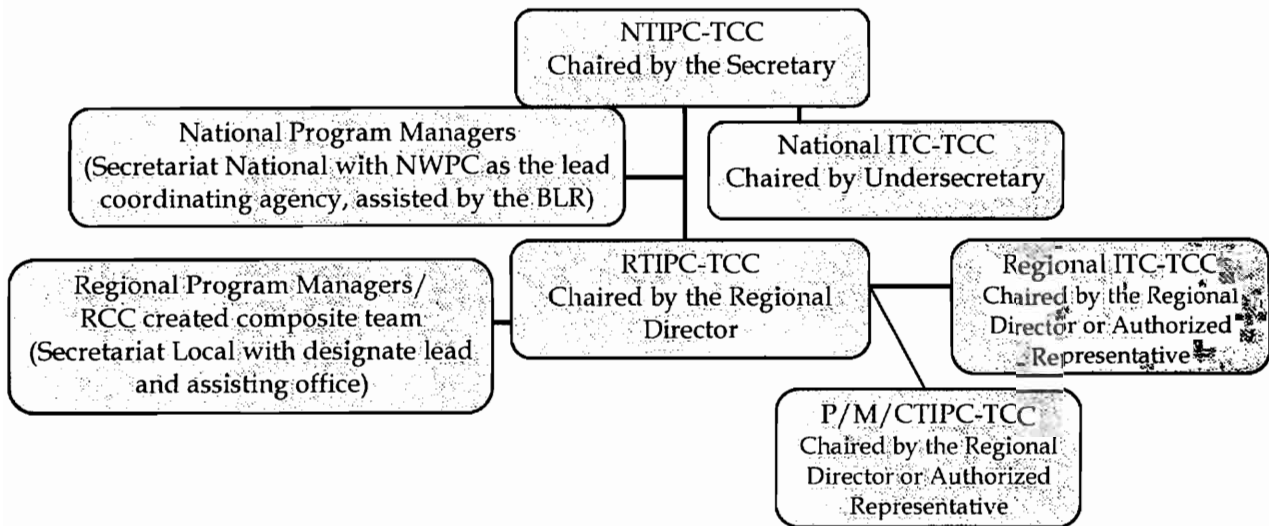 NTIPC-TCC
Chaired by the Secretary
National Program Managers
(Secretariat National with NWPC as the lead
coordinating agency, assisted by the BLR)
National ITC-TCC
Chaired by Undersecretary
RTIPC-TCC
Chaired by the Regional
Director
Regional Program Managers/
RCC created composite team
(Secretariat Local with designate lead
and assisting office)
Regional ITC-TCC
Chaired by the Regional
Director or Authorized
Representative
P/M/CTIPC-TCC
Chaired by the Regional
Director or Authorized
Representative